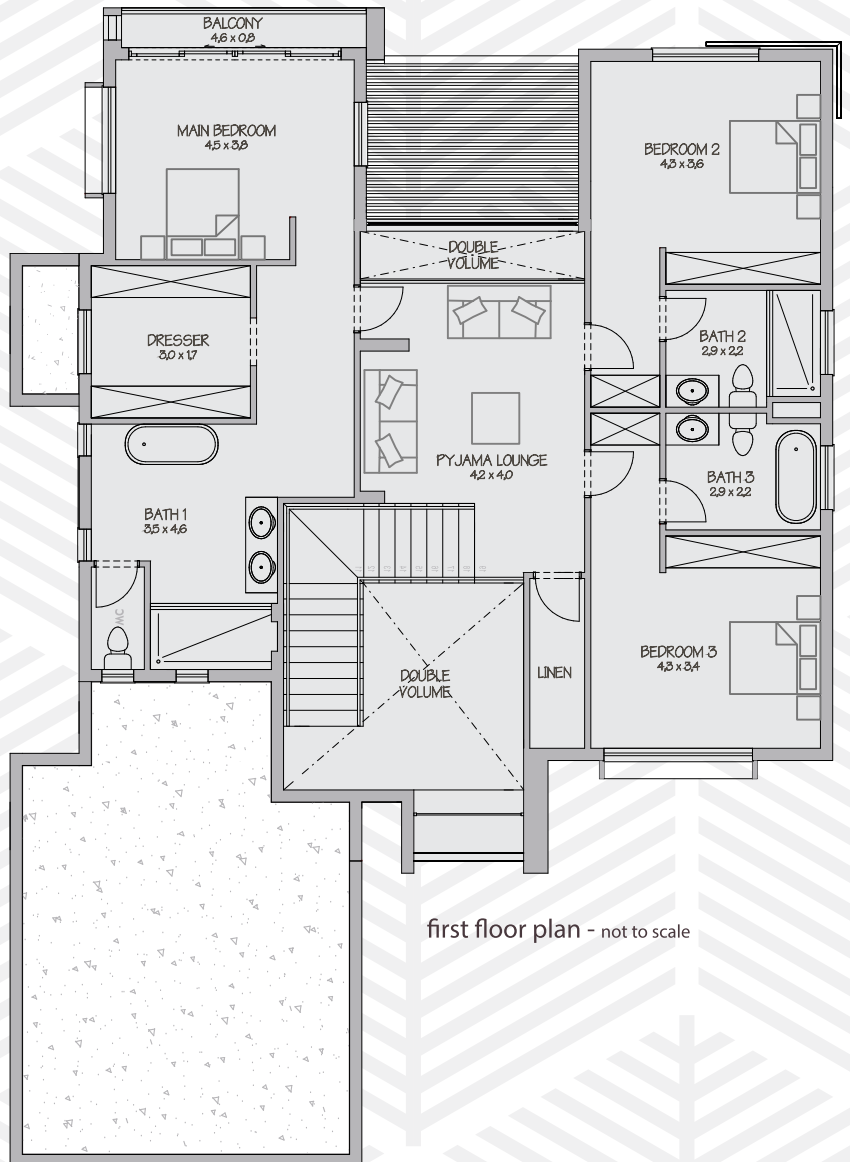 BALCONY
4,6 x 0,8
MAIN BEDROOM
4,5 x 3,8
BEDROOM 2
4,3 x 3,6
DOUBLE
VOLUME
DRESSER
3,0 x 1,7
BATH 2
2,9 x 2,2
PYJAMA LOUNGE
4,2 x 4,0
BATH 3
2,9 x 2,2
BATH 1
3,5 x 4,6
WC
BEDROOM 3
4,3 x 3,4
DOUBLE
VOLUME
LINEN
first floor plan - not to scale